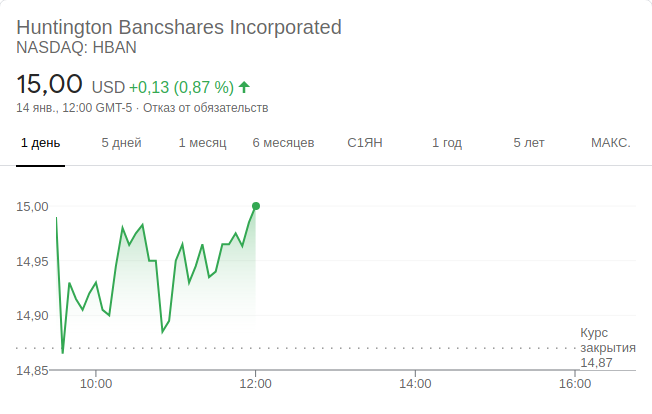 Huntington Bancshares Incorporated
NASDAQ: HBAN
15,00 USD +0,13 (0,87 %)
14 янв., 12:00 GMT-5 · Отказ от обязательств
1 день 5 дней 1 месяц 6 месяцев С1ЯН 1 год 5 лет МАКС.
15,00
14,95
14,90
Курс
закрытия
14,87
14,85
10:00 12:00 14:00 16:00